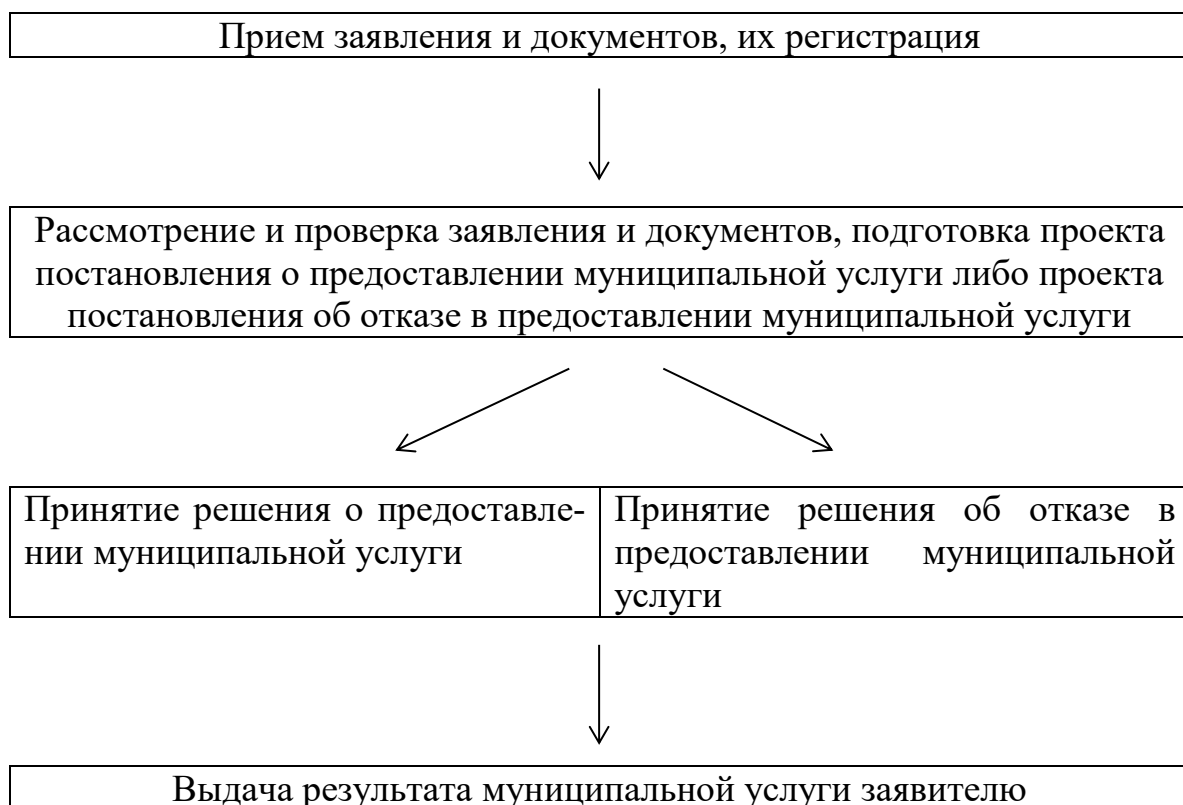 Прием заявления и документов, их регистрация
Рассмотрение и проверка заявления и документов, подготовка проекта
постановления о предоставлении муниципальной услуги либо проекта
постановления об отказе в предоставлении муниципальной услуги
Принятие решения о предоставле-
нии муниципальной услуги
Принятие решения об отказе в
предоставлении муниципальной
услуги
Выдача результата муниципальной услуги заявителю